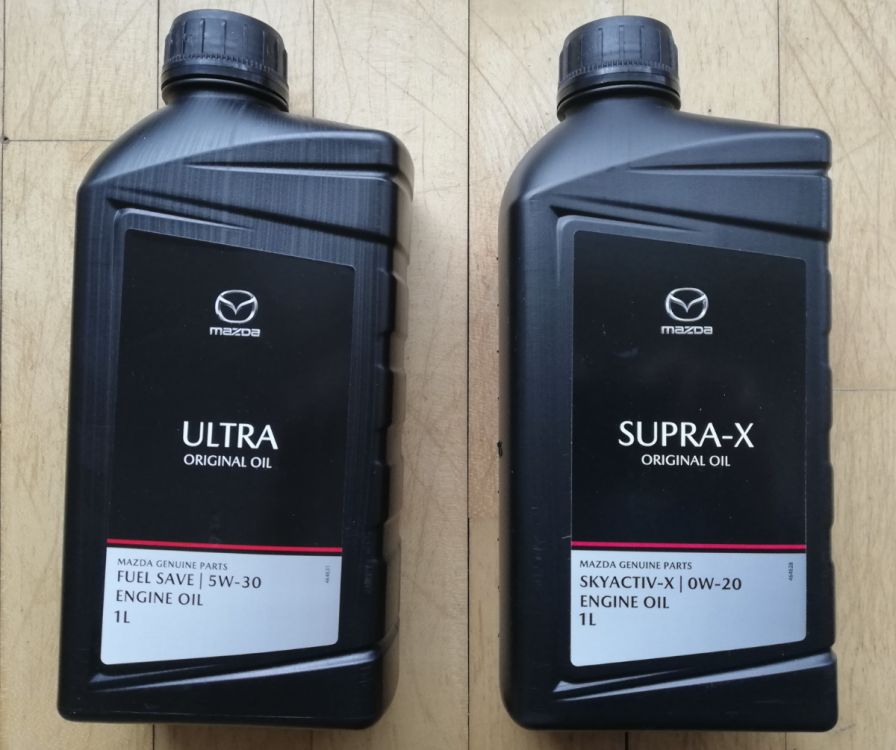 mazda
ULTRA
ORIGINAL OIL
MAZDA GENUINE PARTS
FUEL SAVE | 5W-30
ENGINE OIL
1L
mazda
SUPRA-X
ORIGINAL OIL
MAZDA GENUINE PARTS
SKYACTIV-X | 0W-20
ENGINE OIL
1L